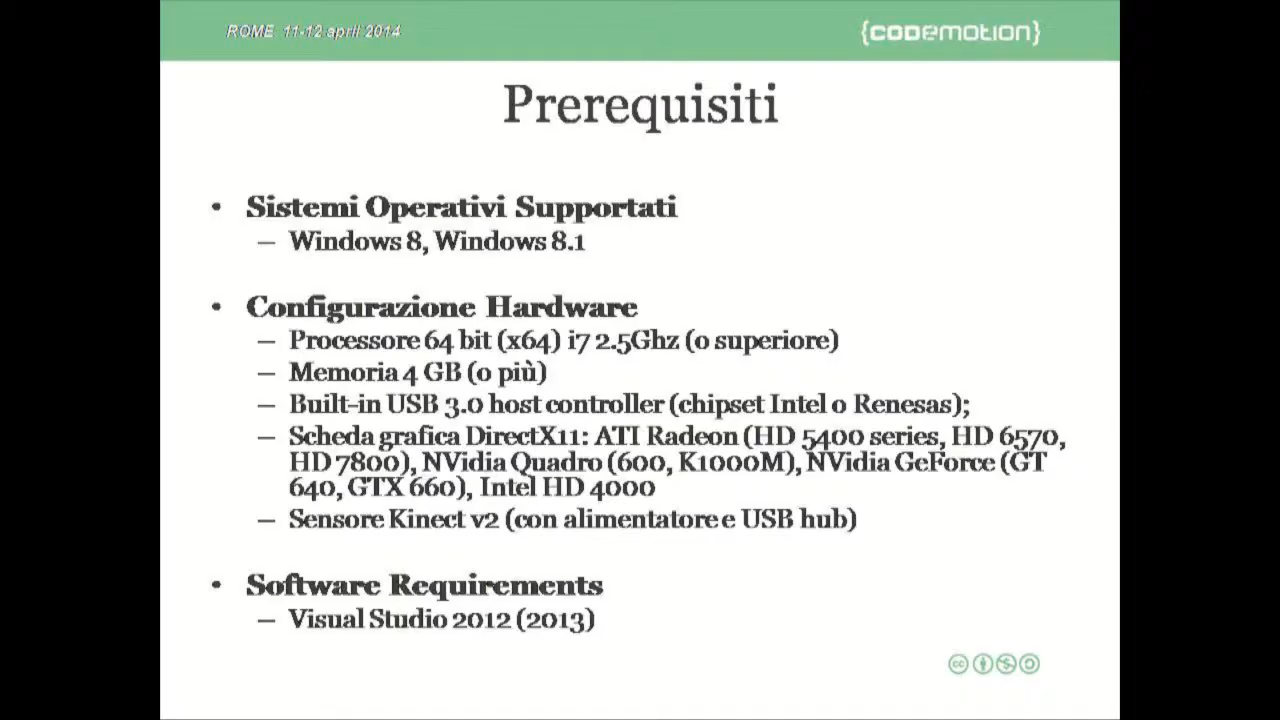 ROME 11-12 april 2014
{CODEMOTION}
Prerequisiti
• Sistemi Operativi Supportati
– Windows 8, Windows 8.1
• Configurazione Hardware
– Processore 64 bit (x64) i7 2.5Ghz (o superiore)
– Memoria 4 GB (o più)
– Built-in USB 3.0 host controller (chipset Intel o Renesas);
– Scheda grafica DirectX11: ATI Radeon (HD 5400 series, HD 6570,
HD 7800), NVidia Quadro (600, K1000M), NVidia GeForce (GT
640, GTX 660), Intel HD 4000
– Sensore Kinect v2 (con alimentatore e USB hub)
• Software Requirements
– Visual Studio 2012 (2013)
cc